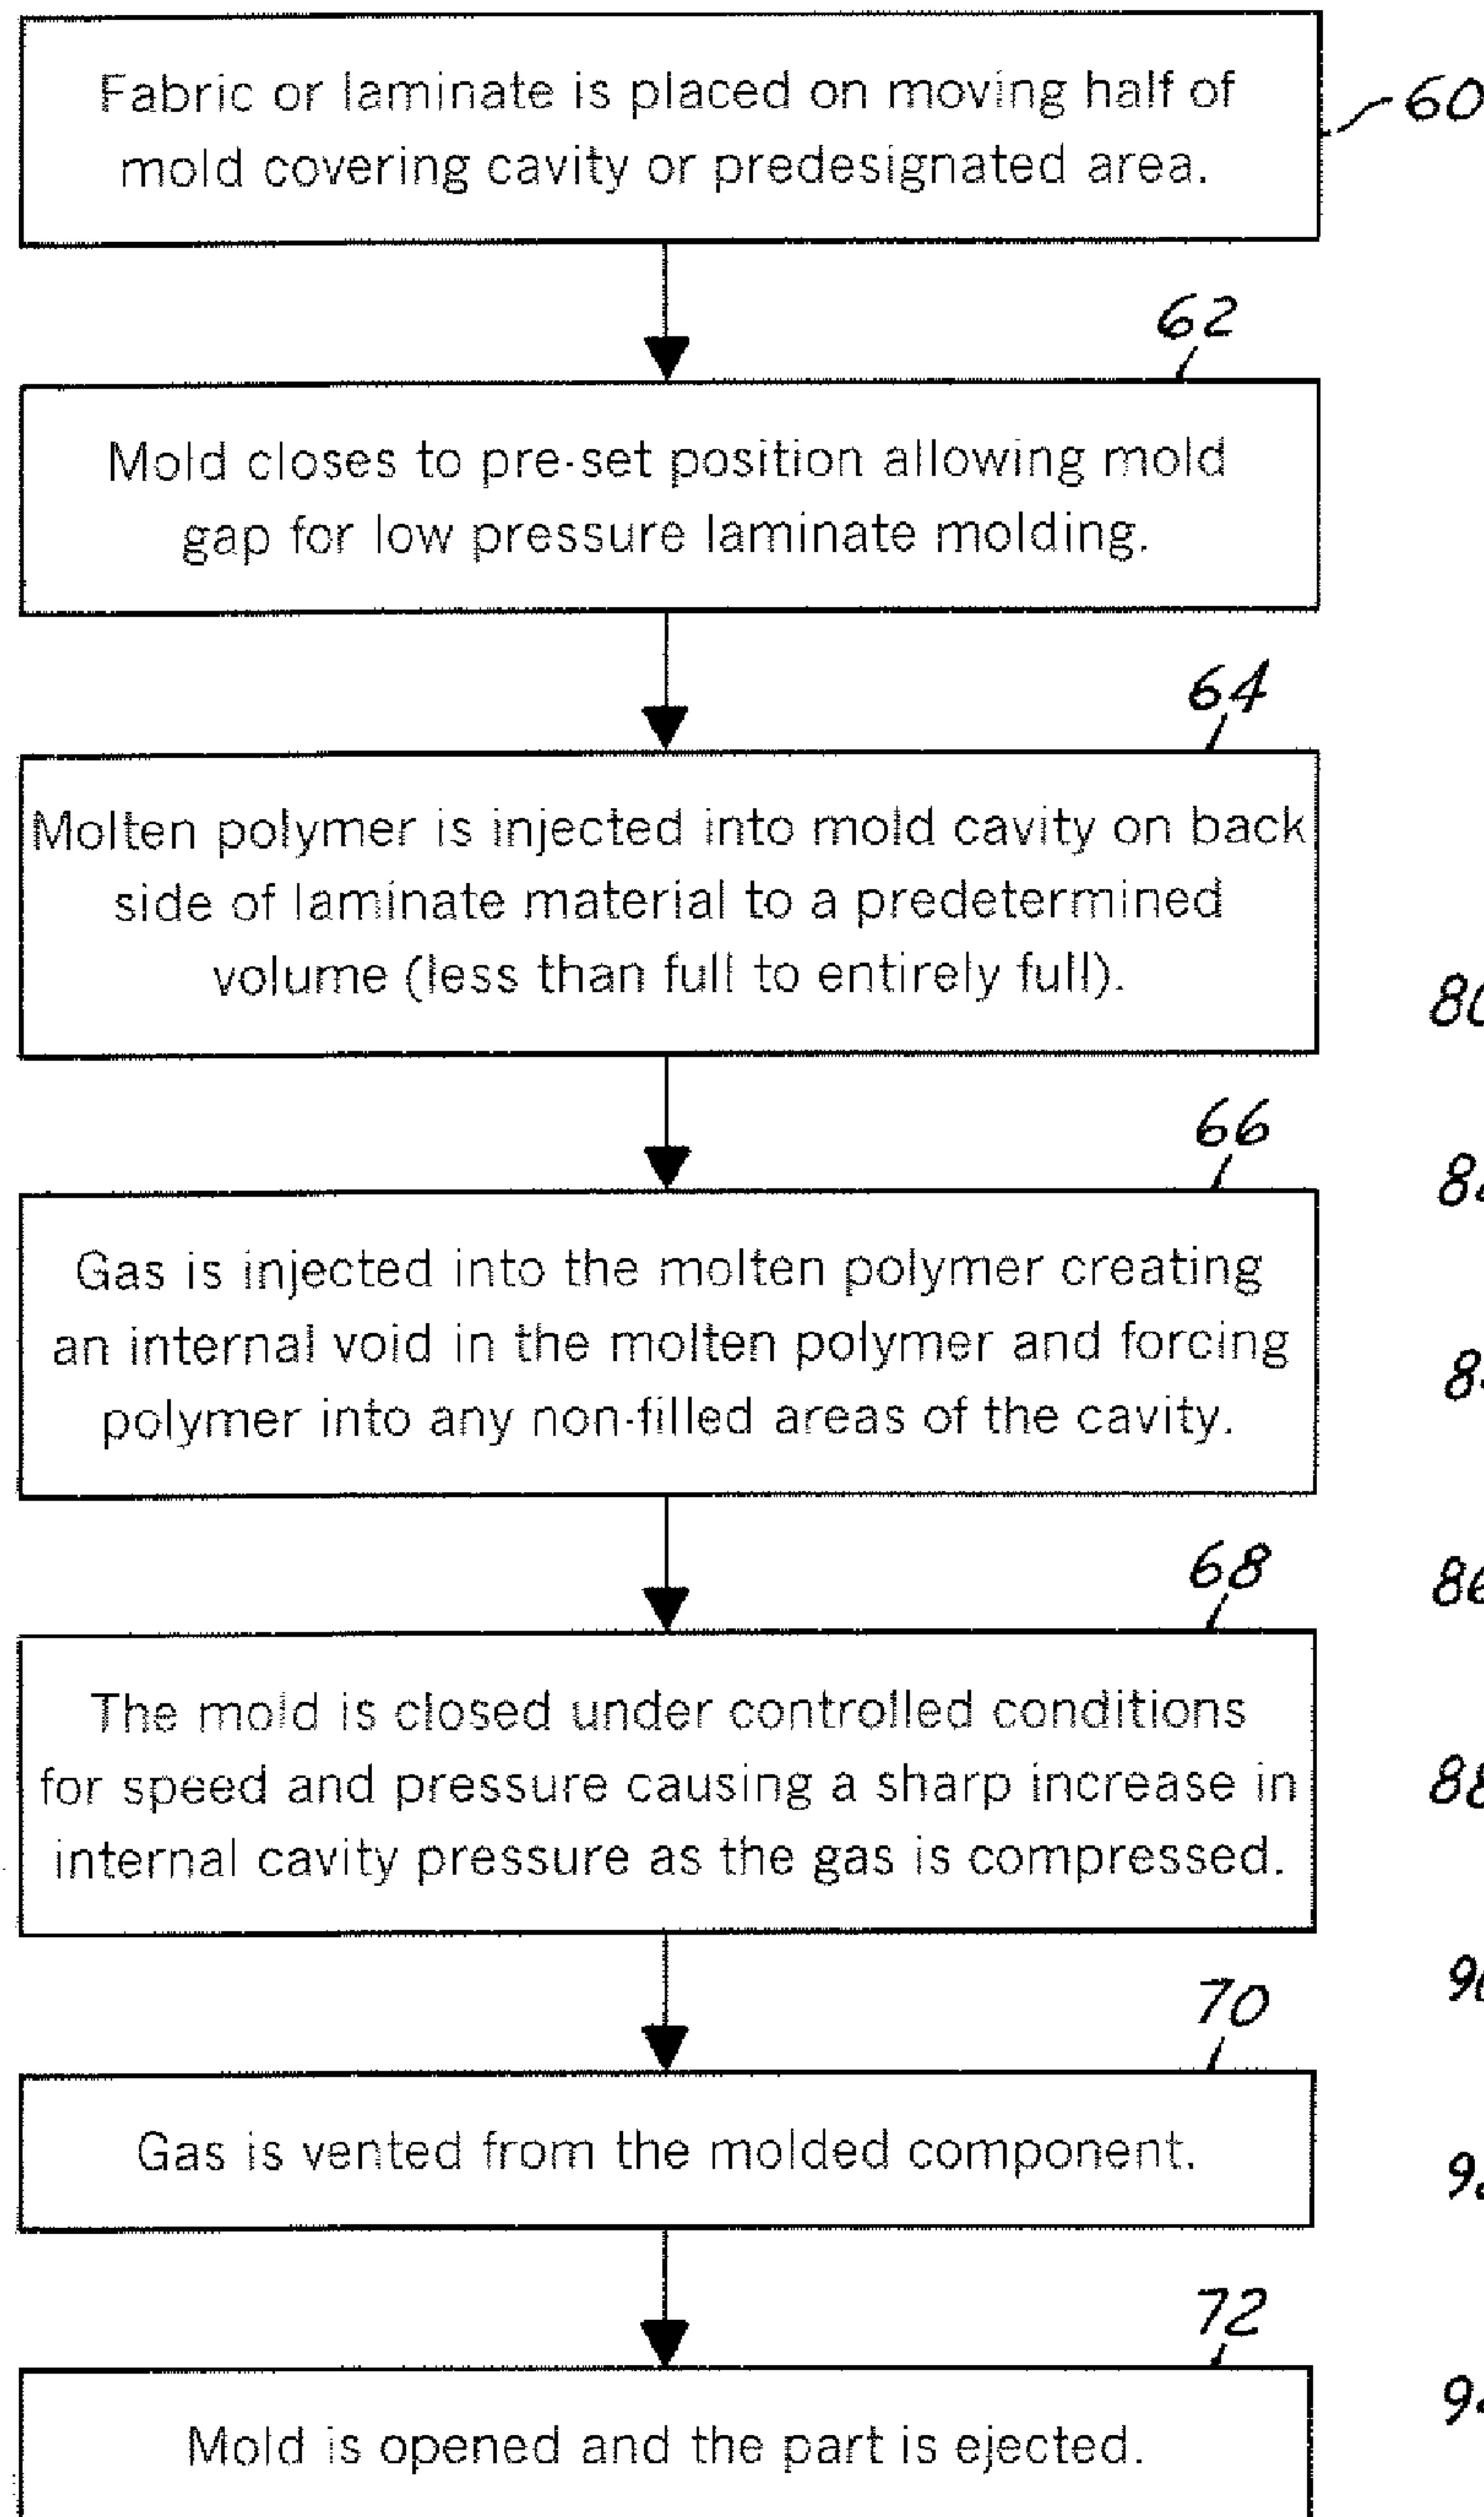 Fabric or laminate is placed on moving half of
mold covering cavity or predesignated area.
60
62
Mold closes to pre-set position allowing mold
gap for low pressure laminate molding.
64
Molten polymer is injected into mold cavity on back
side of laminate material to a predetermined
volume (less than full to entirely full).
66
Gas is injected into the molten polymer creating
an internal void in the molten polymer and forcing
polymer into any non-filled areas of the cavity.
68
The mold is closed under controlled conditions
for speed and pressure causing a sharp increase in
internal cavity pressure as the gas is compressed.
70
Gas is vented from the molded component.
72
Mold is opened and the part is ejected.
86
88